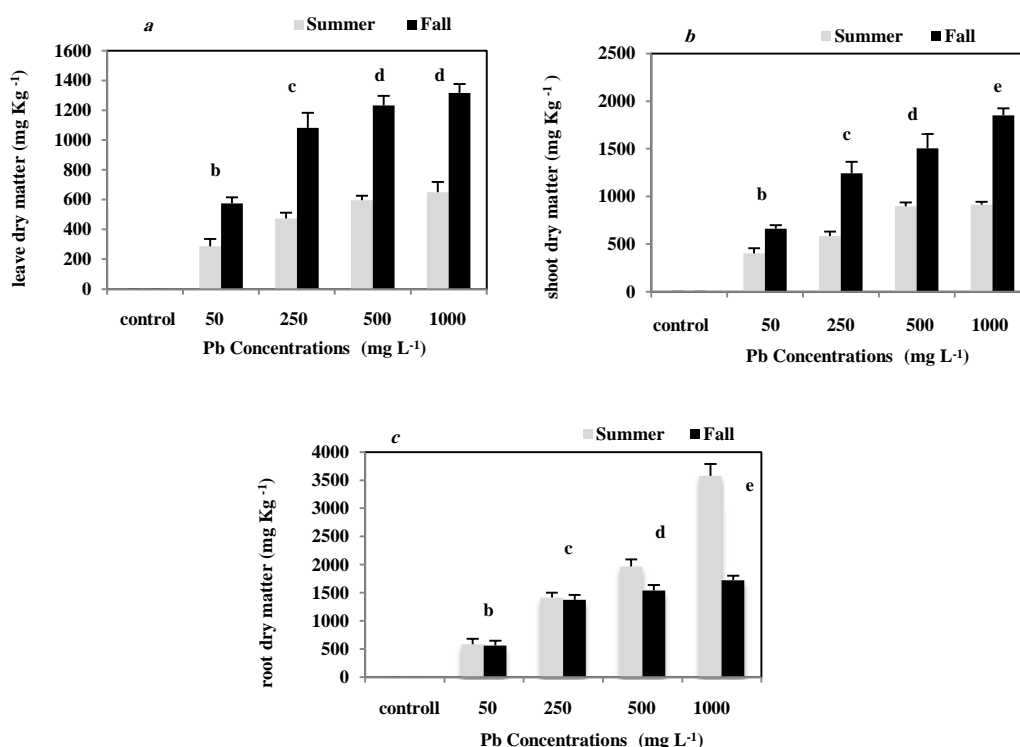 a
Summer Fall
leave dry matter (mg Kg -1)
1600
1400
1200
1000
800
600
400
200
0
b
c
d
d
control 50 250 500 1000
Pb Concentrations (mg L-1)
b
Summer Fall
shoot dry matter (mg Kg -1 )
2500
2000
1500
1000
500
0
b
c
d
e
control 50 250 500 1000
Pb Concentrations (mg L-1)
c
Summer Fall
root dry matter (mg Kg -1)
4000
3500
3000
2500
2000
1500
1000
500
0
b
c
d
e
controll 50 250 500 1000
Pb Concentrations (mg L-1)